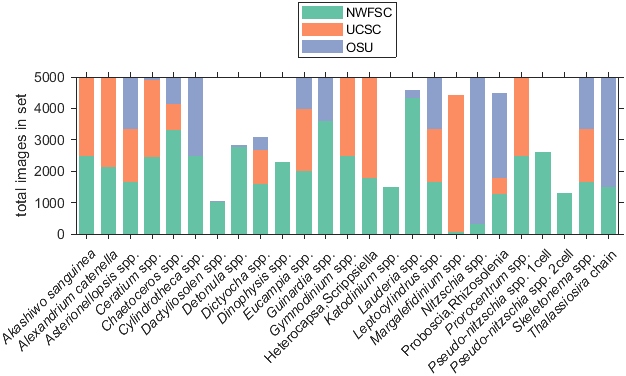 NWFSC
UCSC
OSU
total images in set
5000
4000
3000
2000
1000
0
Akashiwo sanguinea
Alexandrium catenella
Asterionellopsis spp.
Ceratium spp.
Chaetoceros spp.
Cylindrotheca spp.
Dactyliosolen spp.
Detonula spp.
Dictyocha spp.
Dinophysis spp.
Eucampia spp.
Guinardia spp.
Gymnodinium spp.
Heterocapsa,Scrippsiella
Katodinium spp.
Lauderia spp.
Leptocylindrus spp.
Margalefidinium spp.
Nitzschia spp.
Proboscia,Rhizosolenia
Prorocentrum spp.
Pseudo-nitzschia spp. 1cell
Pseudo-nitzschia spp. 2cell
Skeletonema spp.
Thalassiosira chain